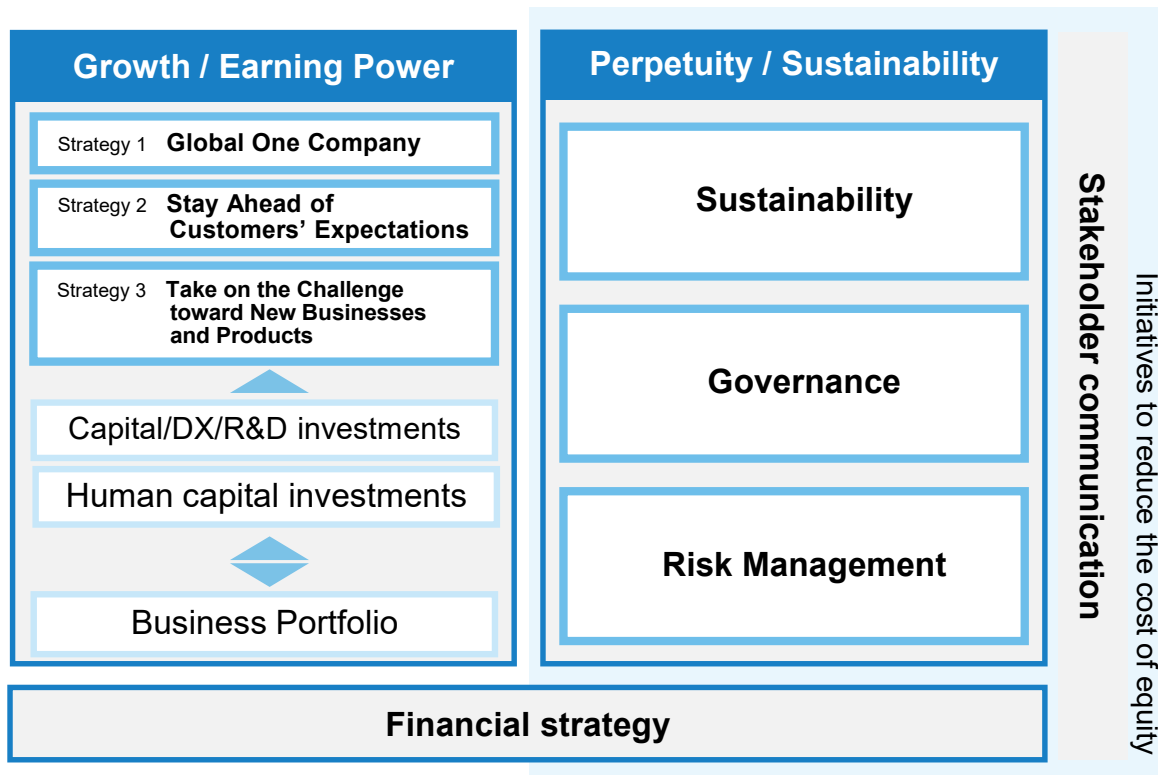 Growth / Earning Power
Strategy 1 Global One Company
Strategy 2 Stay Ahead of
Customers’ Expectations
Strategy 3 Take on the Challenge
toward New Businesses
and Products
Capital/DX/R&D investments
Human capital investments
Business Portfolio
Perpetuity / Sustainability
Sustainability
Governance
Risk Management
Financial strategy
Stakeholder communication
Initiatives to reduce the cost of equity